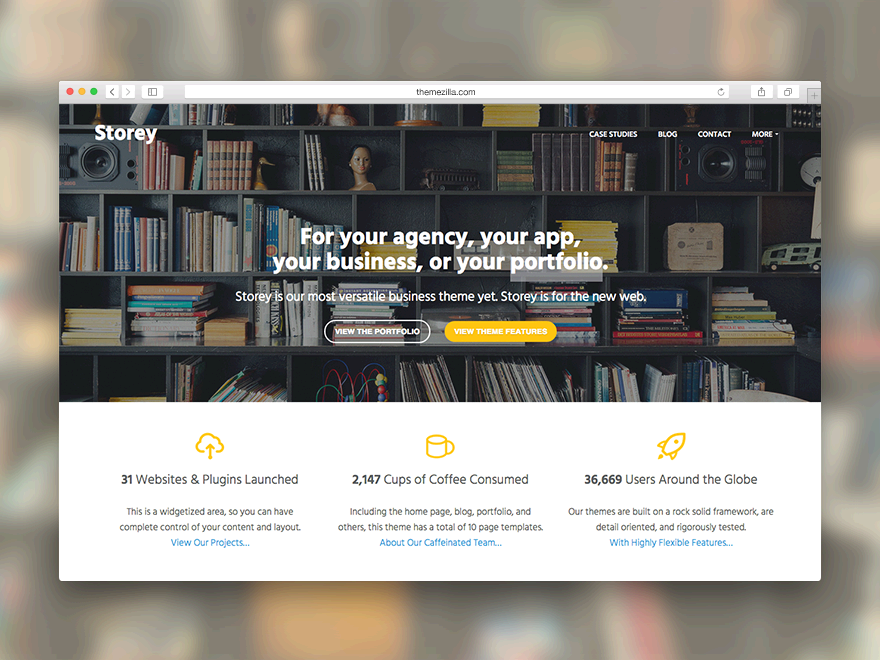 themezilla.com
Storey
CASE STUDIES BLOG CONTACT MORE
For your agency, your app,
your business, or your portfolio.
Storey is our most versatile business theme yet. Storey is for the new web.
VIEW THE PORTFOLIO VIEW THEME FEATURES
31 Websites & Plugins Launched
This is a widgetized area, so you can have
complete control of your content and layout.
View Our Projects...
2,147 Cups of Coffee Consumed
Including the home page, blog, portfolio, and
others, this theme has a total of 10 page templates.
About Our Caffeinated Team...
36,669 Users Around the Globe
Our themes are built on a rock solid framework, are
detail oriented, and rigorously tested.
With Highly Flexible Features...